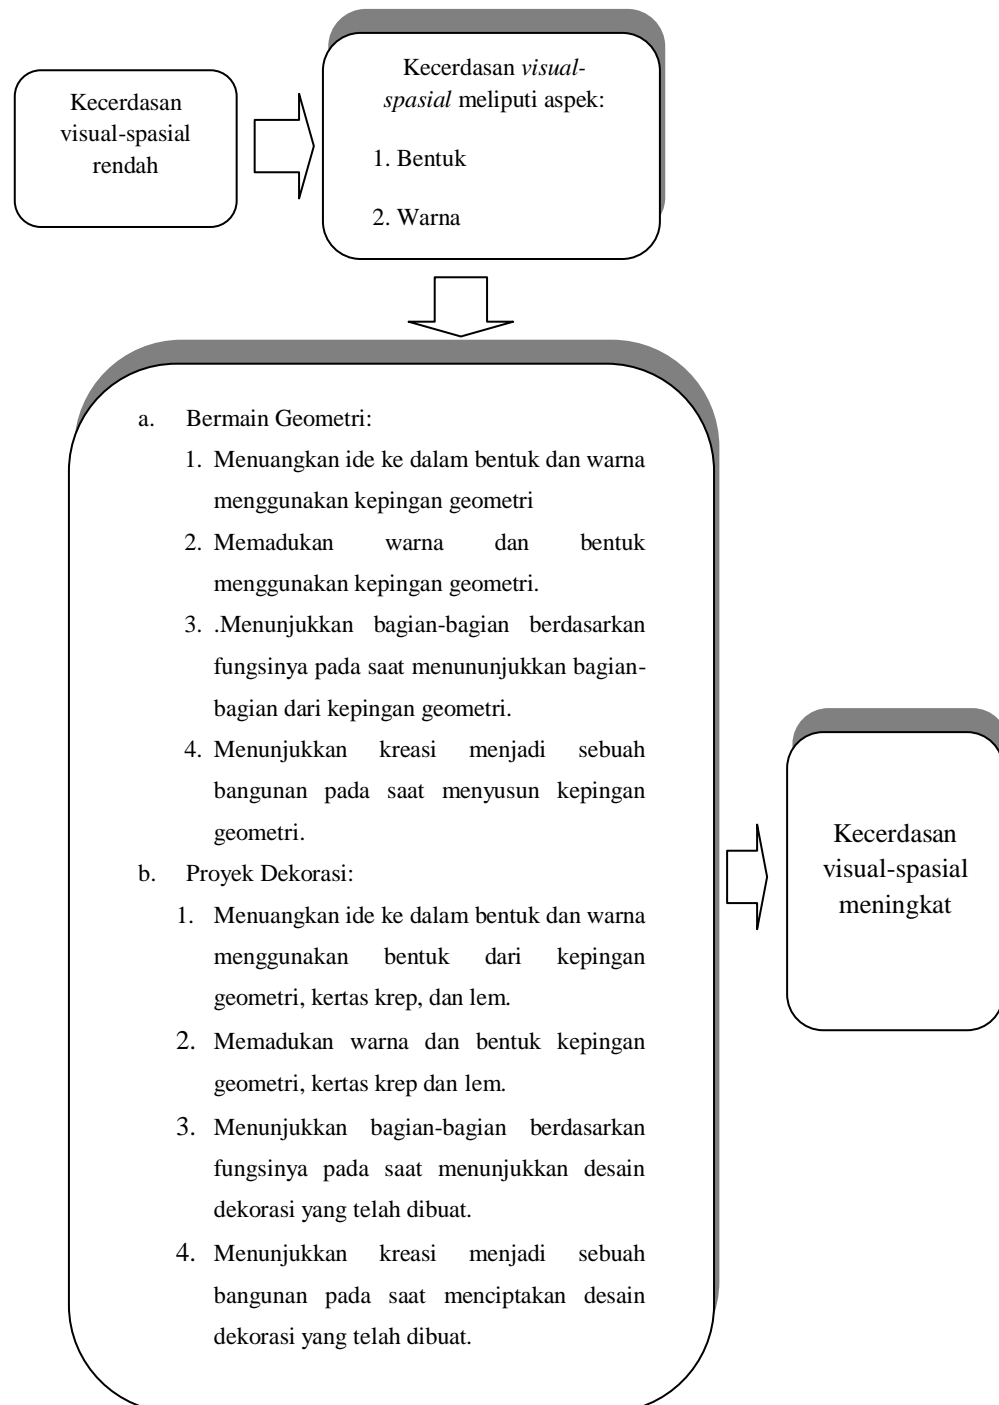 Kecerdasan
visual-spasial
rendah
Kecerdasan visual-
spasial meliputi aspek:
1. Bentuk
2. Warna
a. Bermain Geometri:
1. Menuangkan ide ke dalam bentuk dan warna
menggunakan kepingan geometri
2. Memadukan warna dan bentuk
menggunakan kepingan geometri.
3. .Menunjukkan bagian-bagian berdasarkan
fungsinya pada saat menununjukkan bagian-
bagian dari kepingan geometri.
4. Menunjukkan kreasi menjadi sebuah
bangunan pada saat menyusun kepingan
geometri.
b. Proyek Dekorasi:
1. Menuangkan ide ke dalam bentuk dan warna
menggunakan bentuk dari kepingan
geometri, kertas krep, dan lem.
2. Memadukan warna dan bentuk kepingan
geometri, kertas krep dan lem.
3. Menunjukkan bagian-bagian berdasarkan
fungsinya pada saat menunjukkan desain
dekorasi yang telah dibuat.
4. Menunjukkan kreasi menjadi sebuah
bangunan pada saat menciptakan desain
dekorasi yang telah dibuat.
Kecerdasan
visual-spasial
meningkat